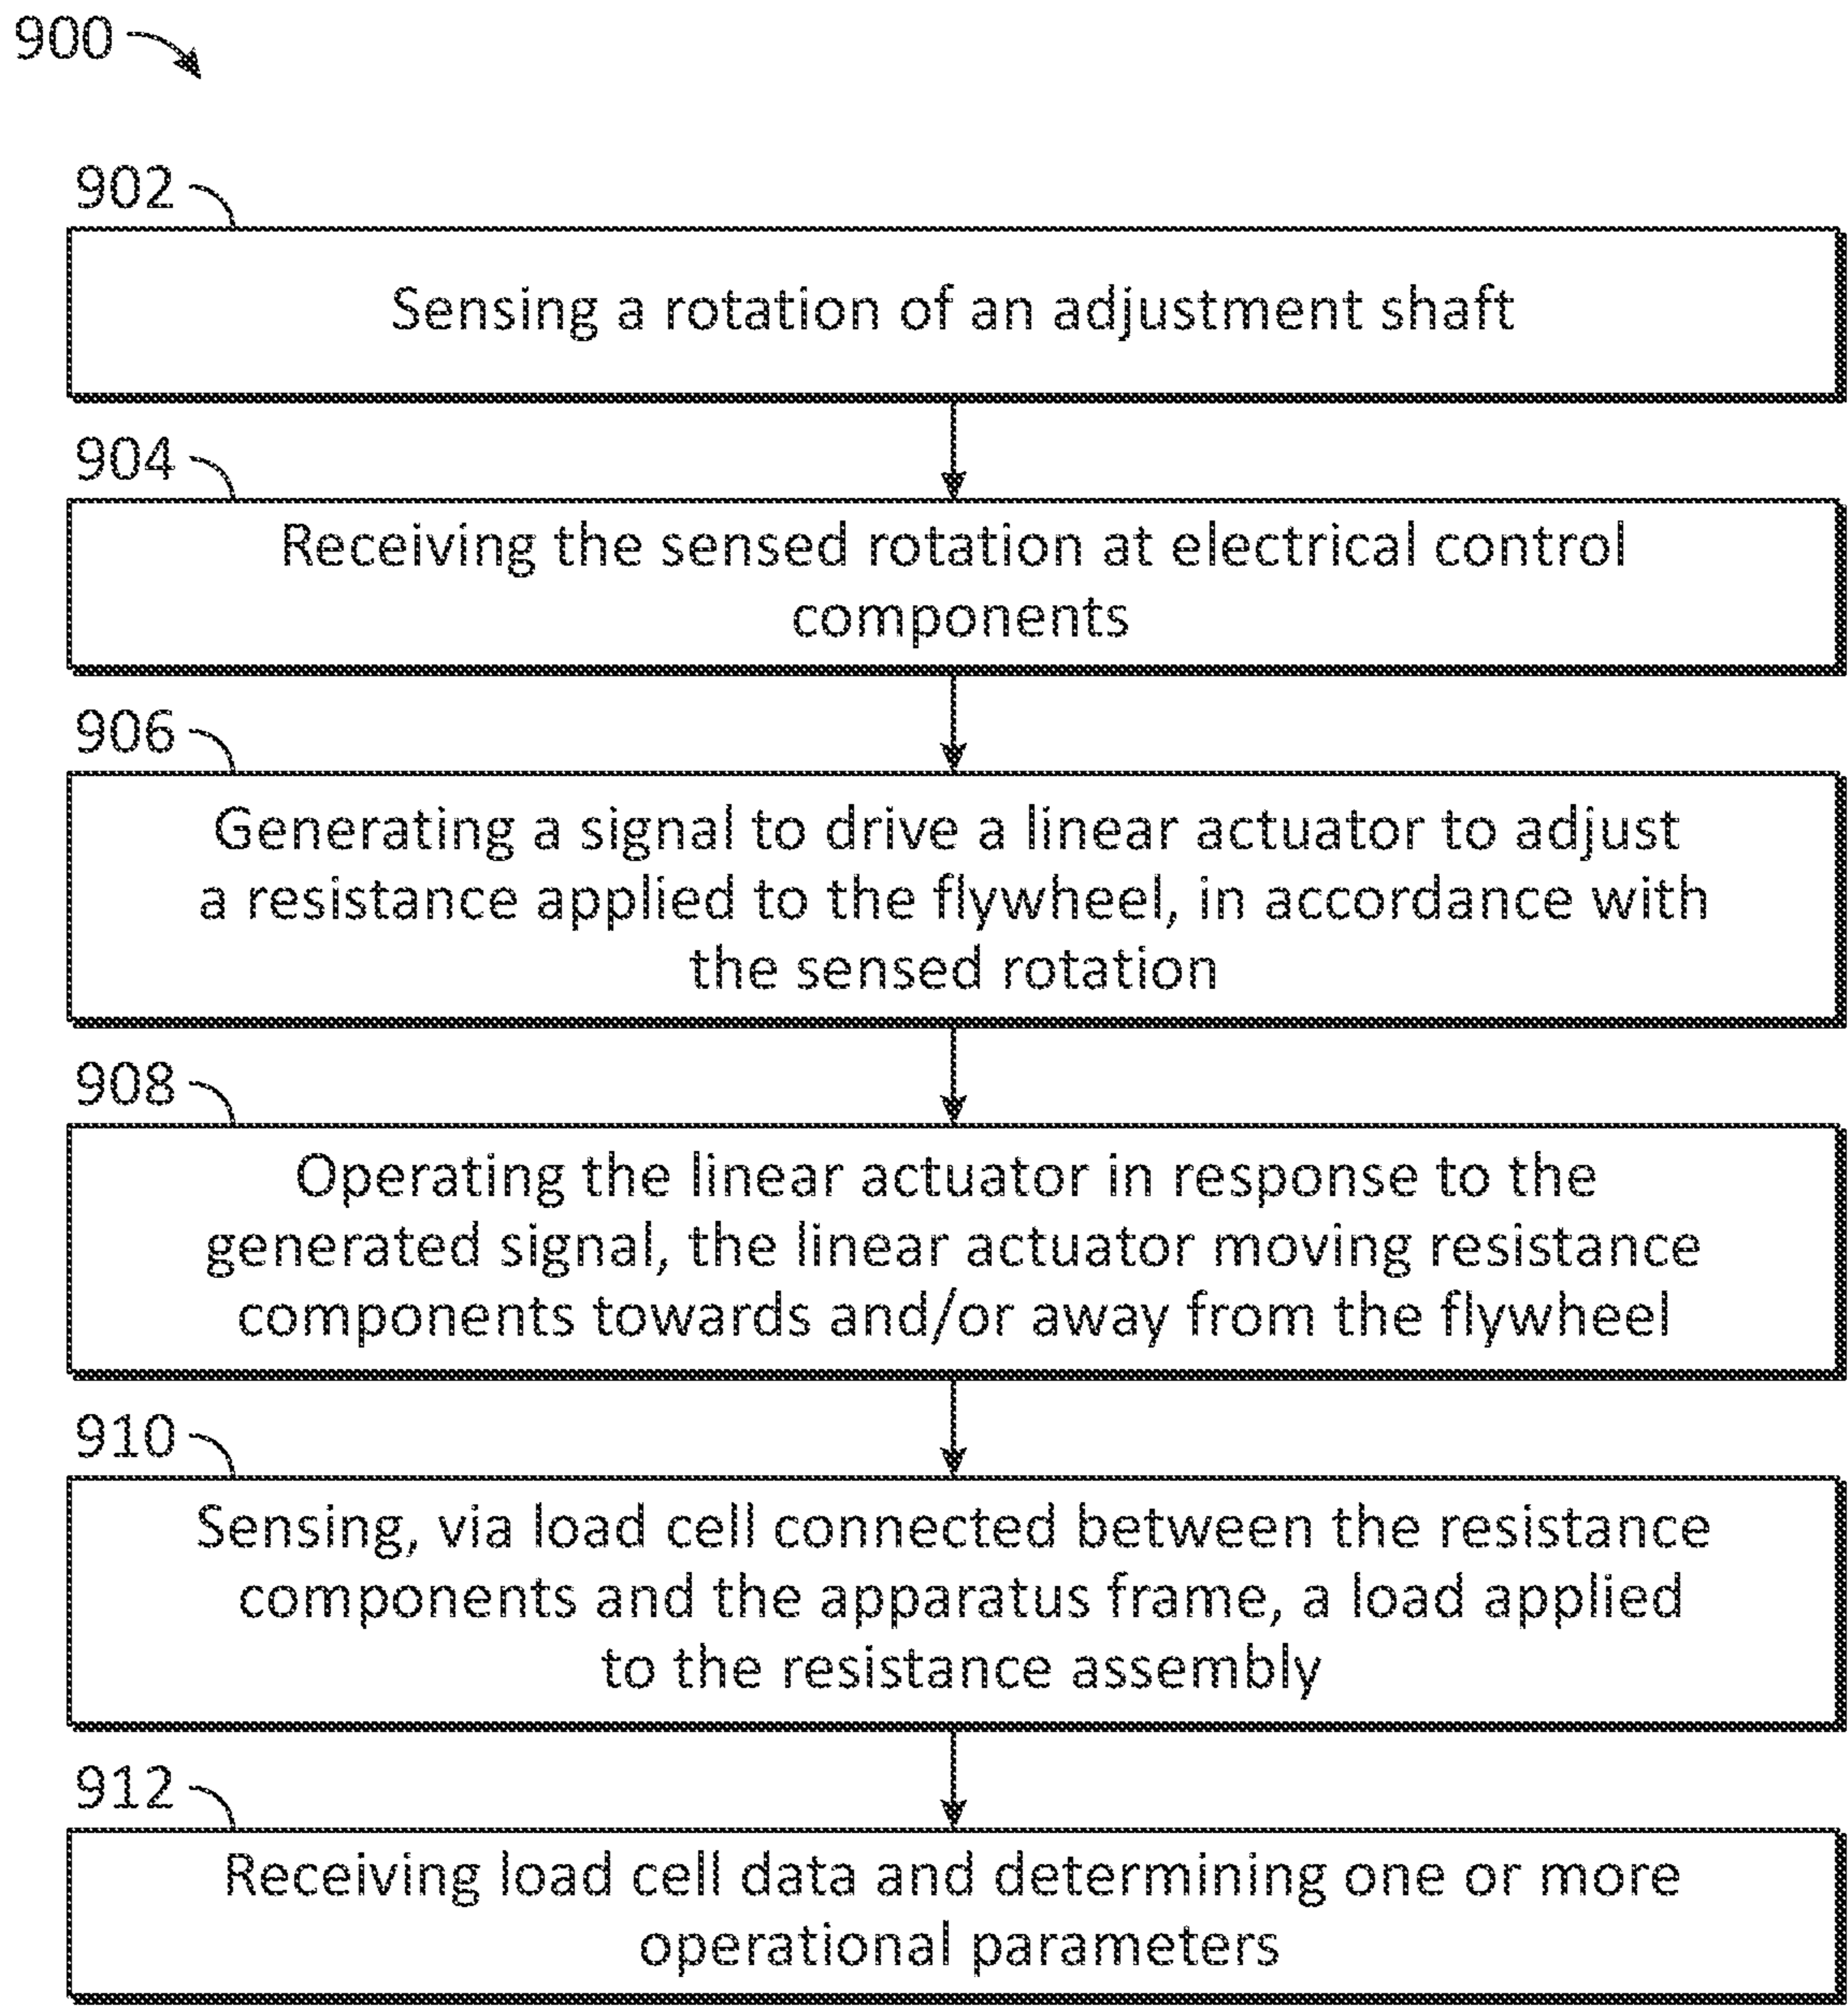 900
902
Sensing a rotation of an adjustment shaft
904
Receiving the sensed rotation at electrical control
components
906
Generating a signal to drive a linear actuator to adjust
a resistance applied to the flywheel, in accordance with
the sensed rotation
908
Operating the linear actuator in response to the
generated signal, the linear actuator moving resistance
components towards and/or away from the flywheel
910
Sensing, via load cell connected between the resistance
components and the apparatus frame, a load applied
to the resistance assembly
912
Receiving load cell data and determining one or more
operational parameters